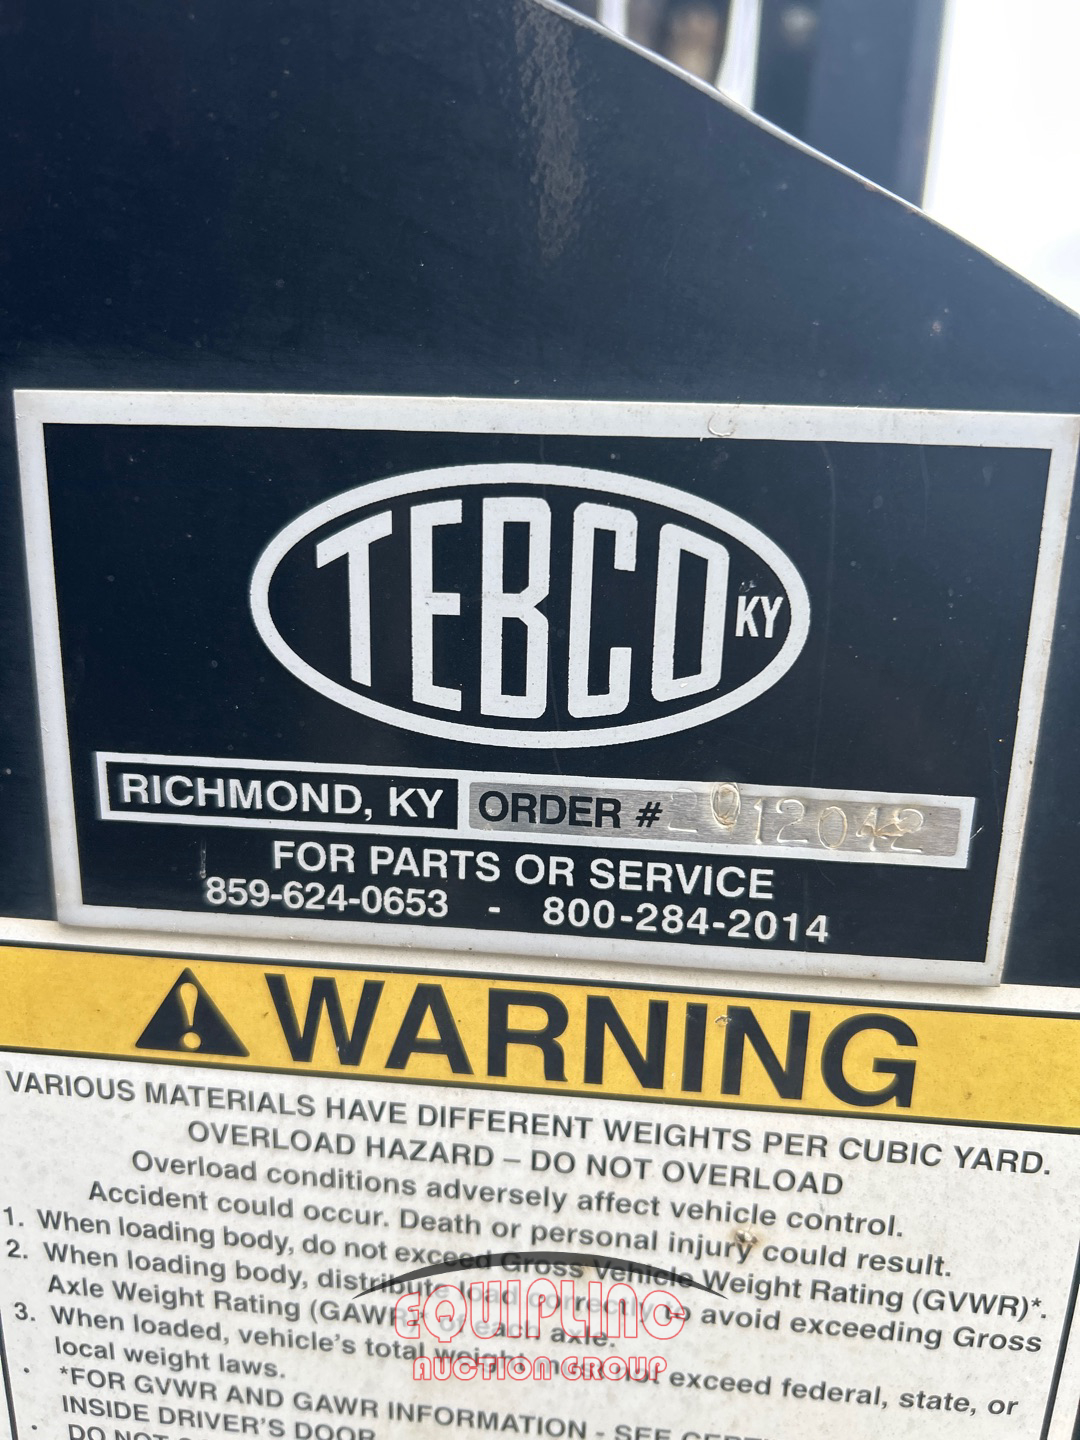 TEBCO KY
RICHMOND, KY ORDER # 2012042
FOR PARTS OR SERVICE
859-624-0653 - 800-284-2014
WARNING
VARIOUS MATERIALS HAVE DIFFERENT WEIGHTS PER CUBIC YARD.
OVERLOAD HAZARD – DO NOT OVERLOAD
Overload conditions adversely affect vehicle control.
Accident could occur. Death or personal injury could result.
1. When loading body, do not exceed Gross Vehicle Weight Rating (GVWR)*.
2. When loading body, distribute load correctly to avoid exceeding Gross
Axle Weight Rating (GAWR)* of each axle.
3. When loaded, vehicle's total weight must not exceed federal, state, or
local weight laws.
• *FOR GVWR AND GAWR INFORMATION - SEE
INSIDE DRIVER'S DOOR
• DO NOT
EQUIPLINC
AUCTION GROUP